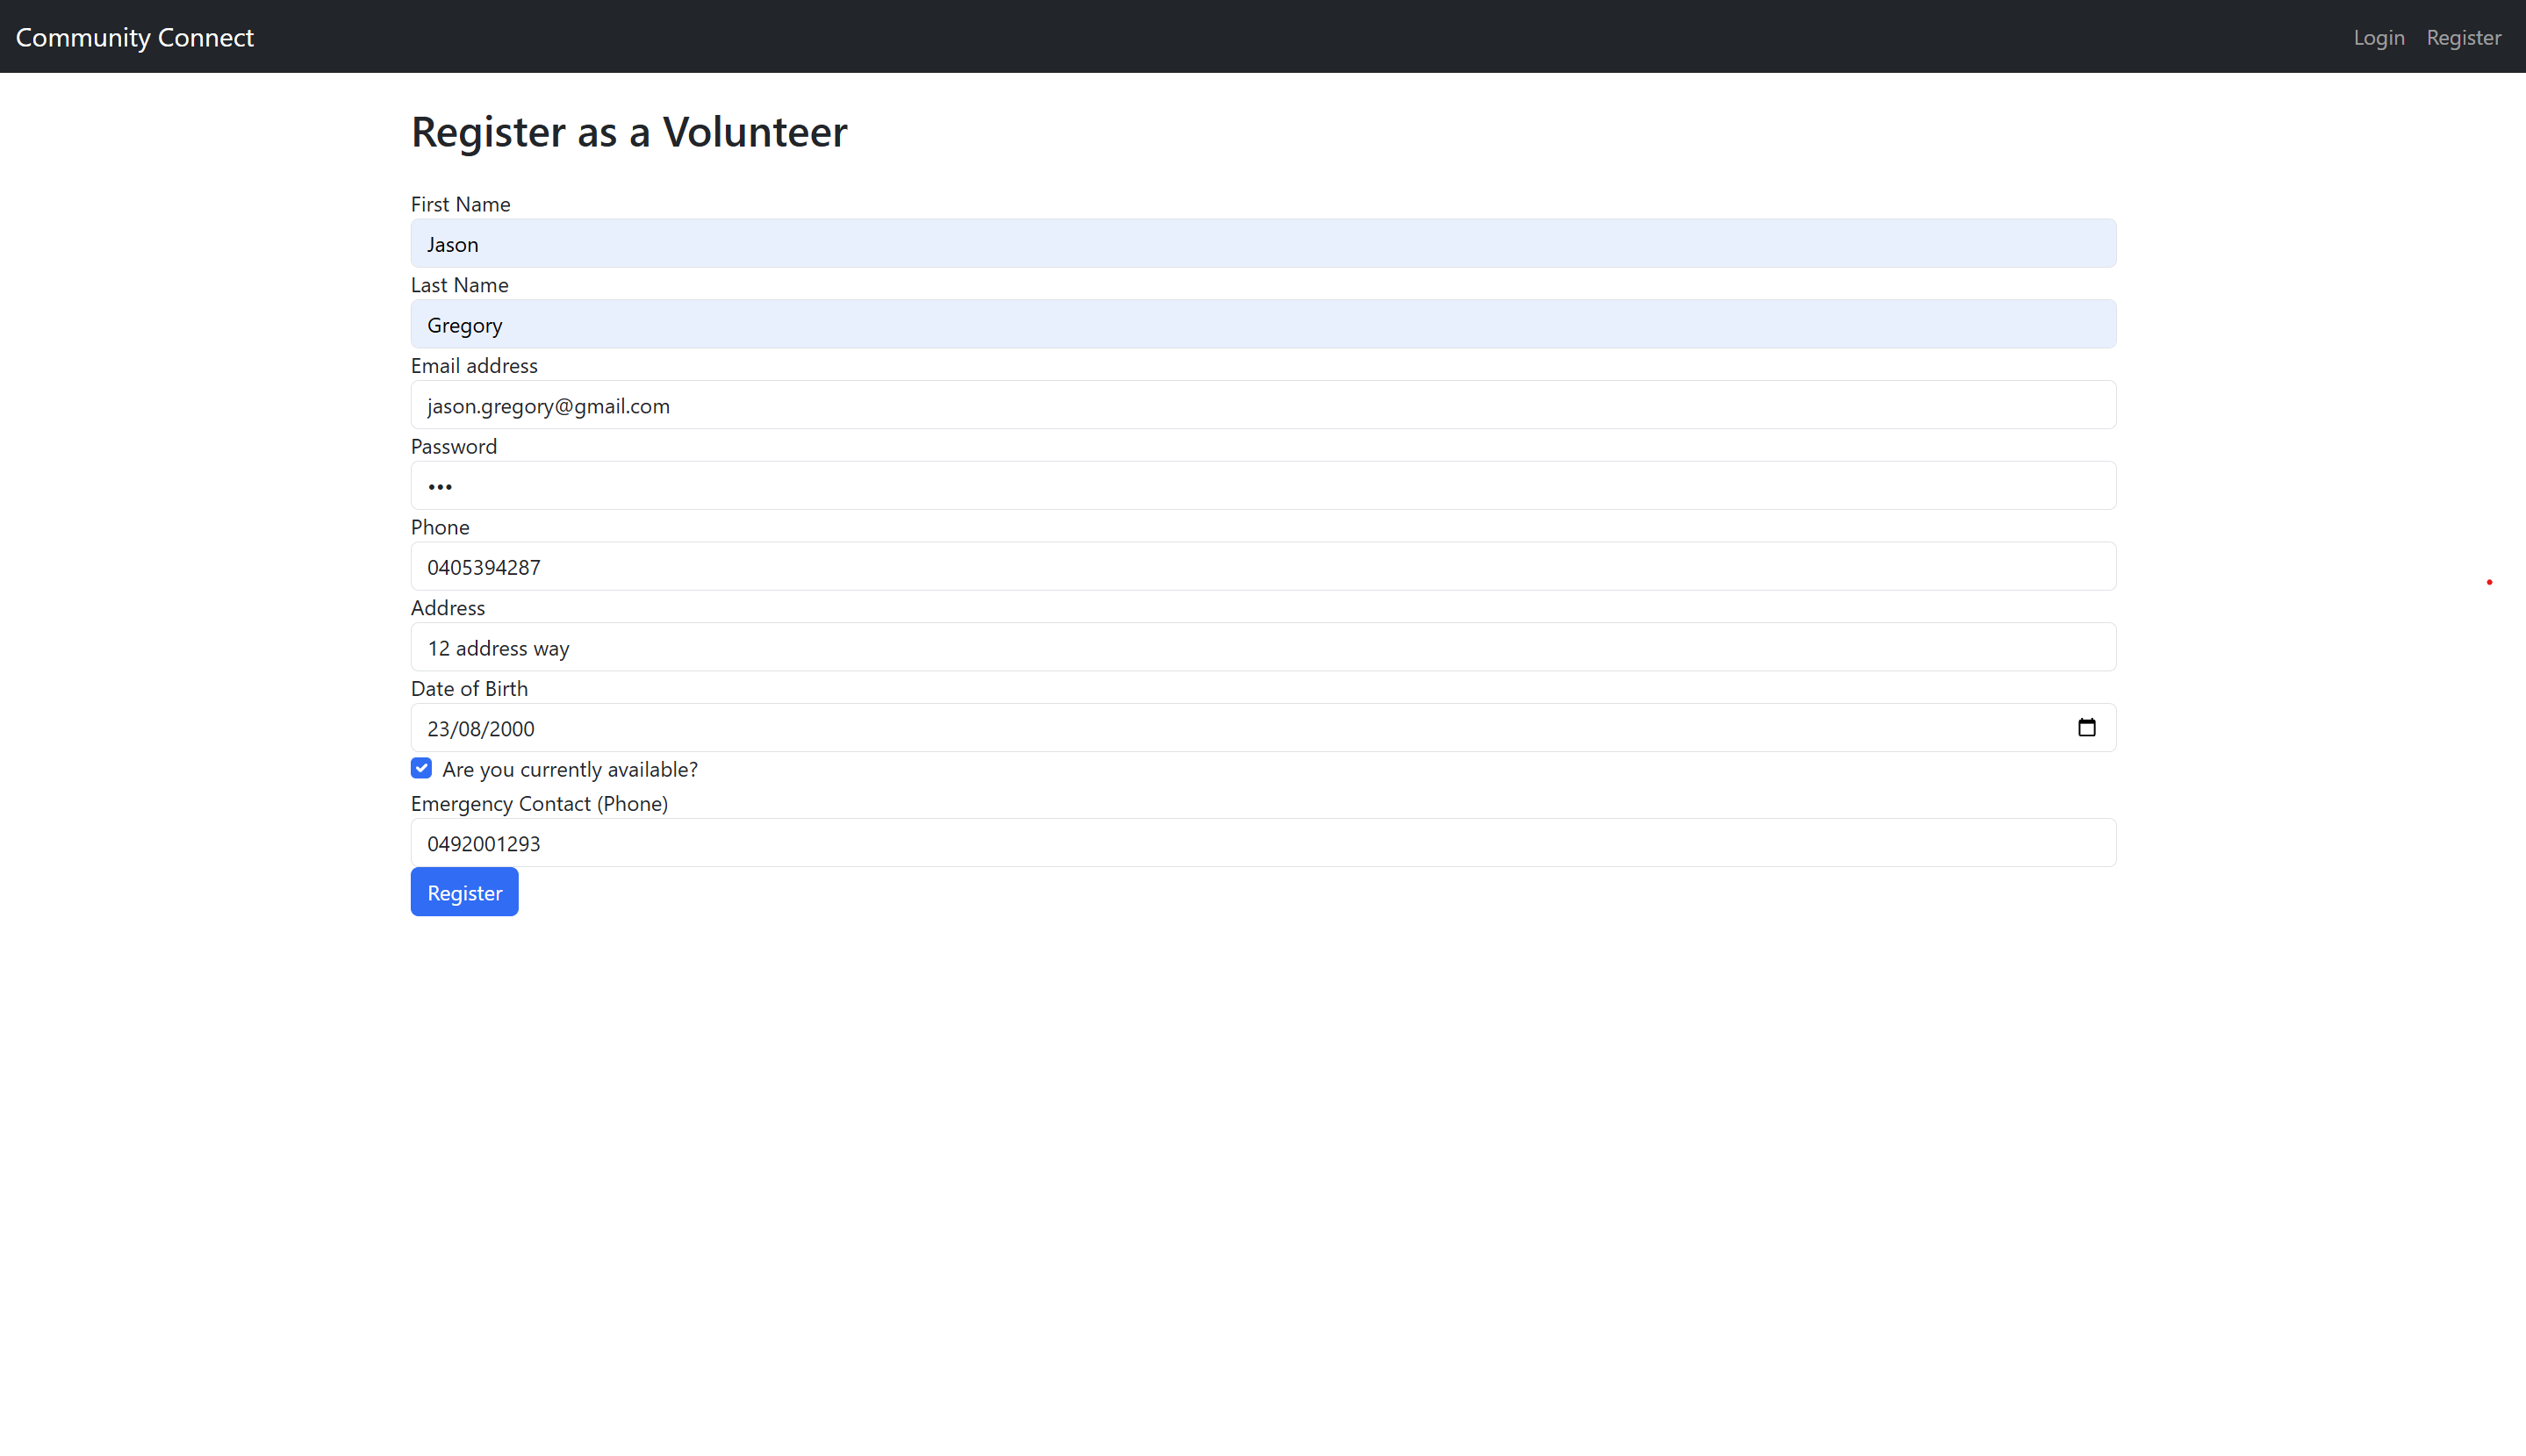 Community Connect
Login Register
Register as a Volunteer
First Name
Jason
Last Name
Gregory
Email address
jason.gregory@gmail.com
Password
•••
Phone
0405394287
Address
12 address way
Date of Birth
23/08/2000
Are you currently available?
Emergency Contact (Phone)
0492001293
Register